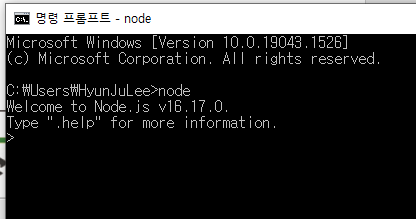 명령 프롬프트 - node
Microsoft Windows [Version 10.0.19043.1526]
(c) Microsoft Corporation. All rights reserved.
C:₩Users₩HyunJuLee>node
Welcome to Node.js v16.17.0.
Type ".help" for more information.
>